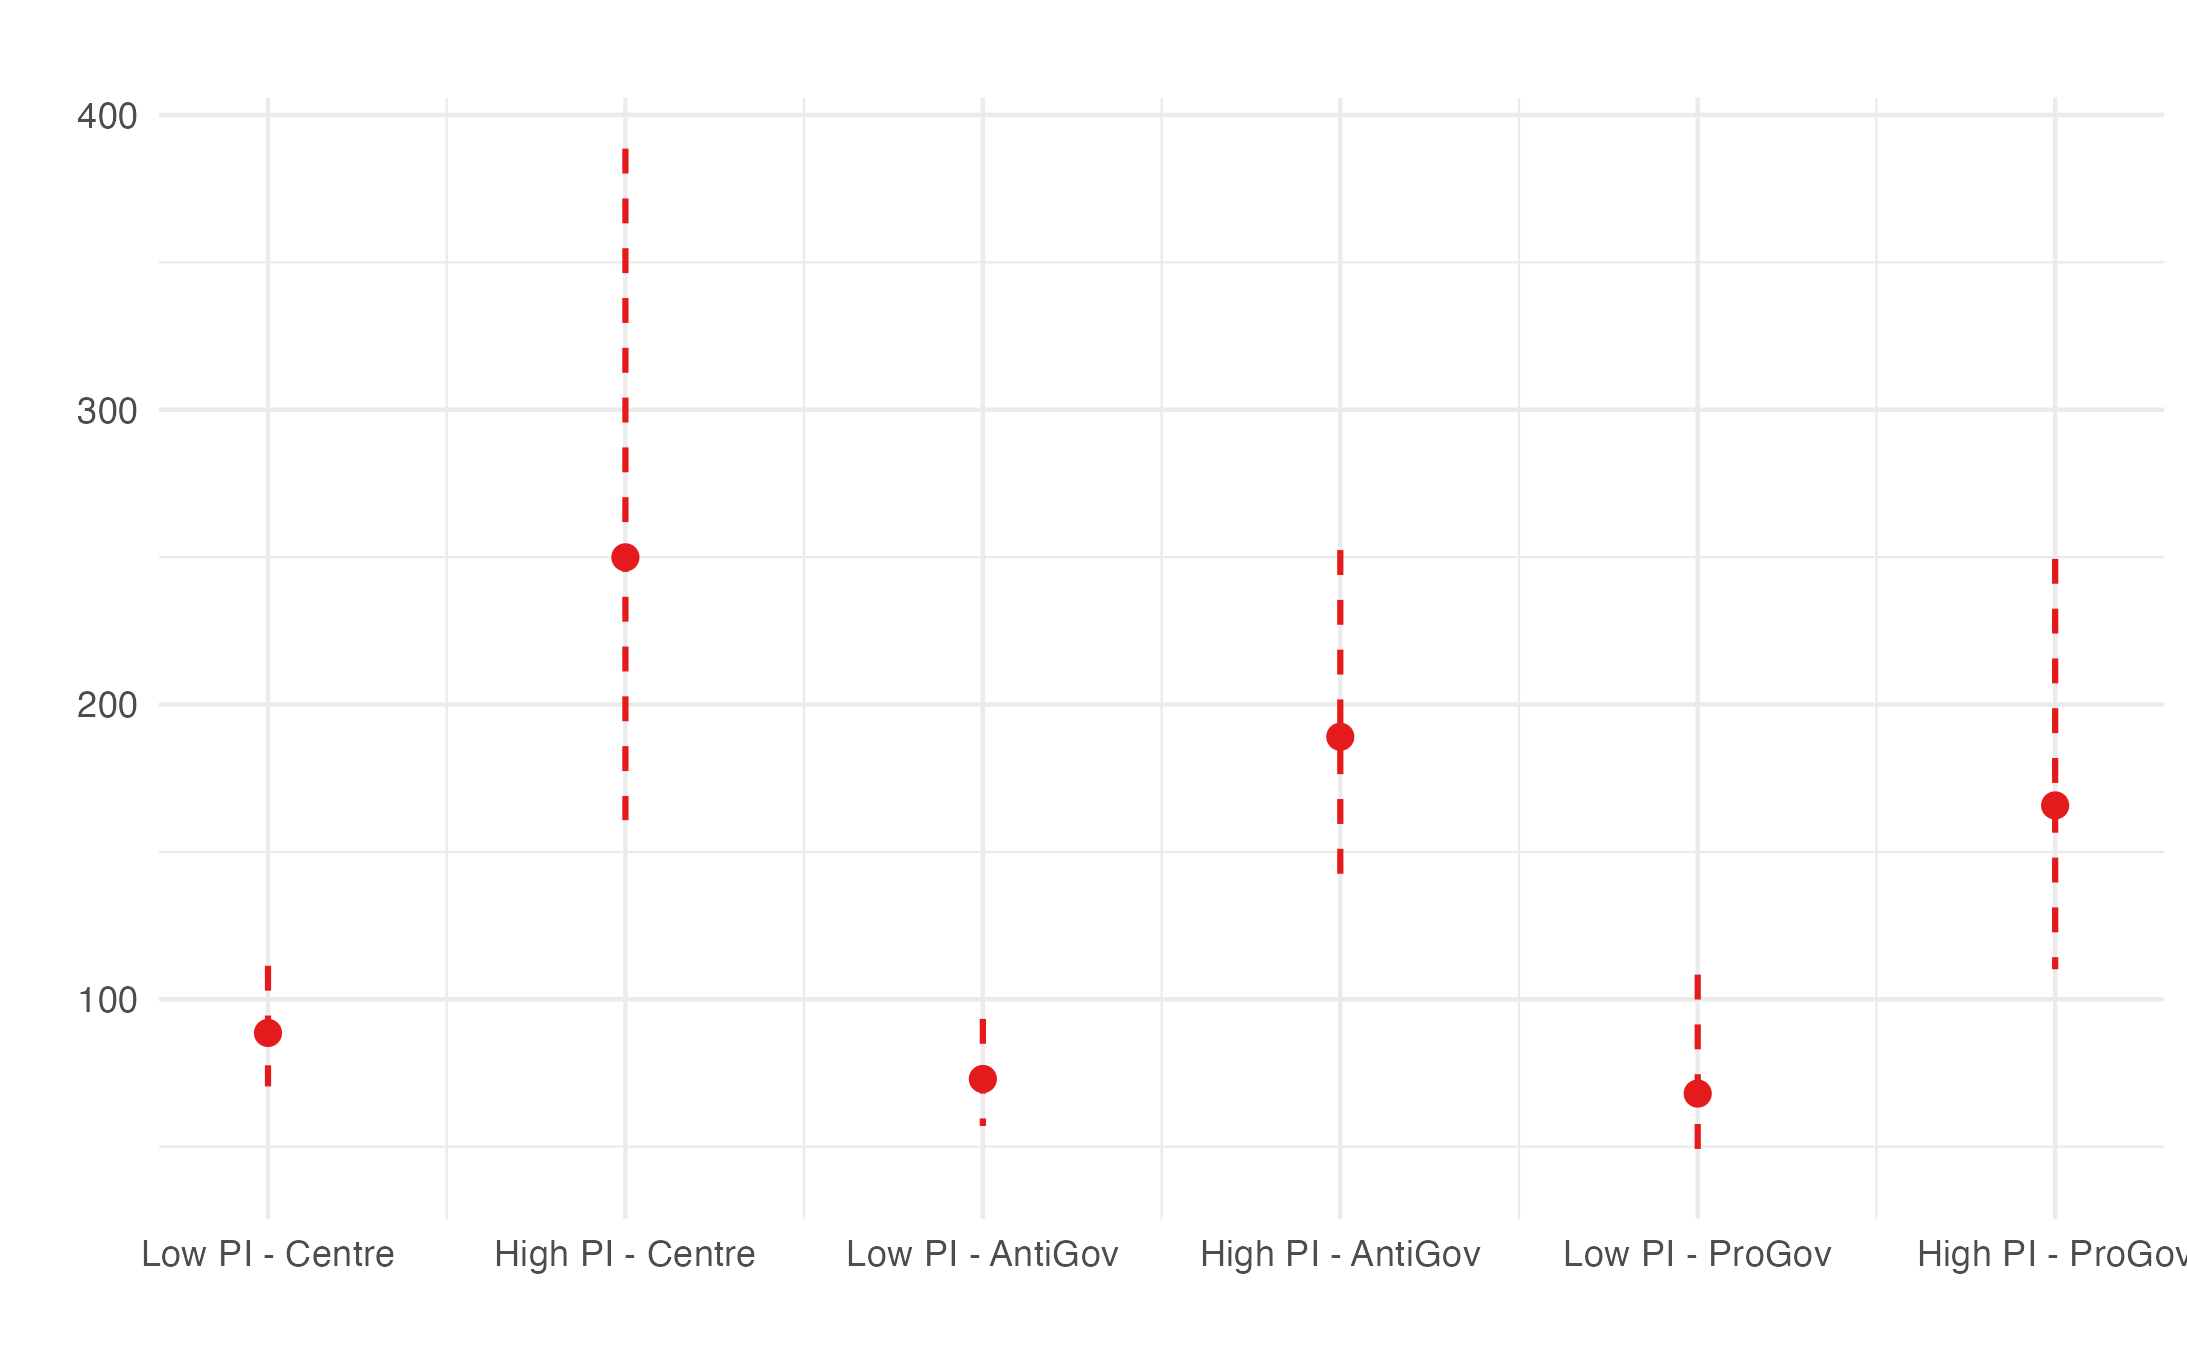 400
300
200
100
Low PI - Centre
High PI - Centre
Low PI - AntiGov
High PI - AntiGov
Low PI - ProGov
High PI - ProGov